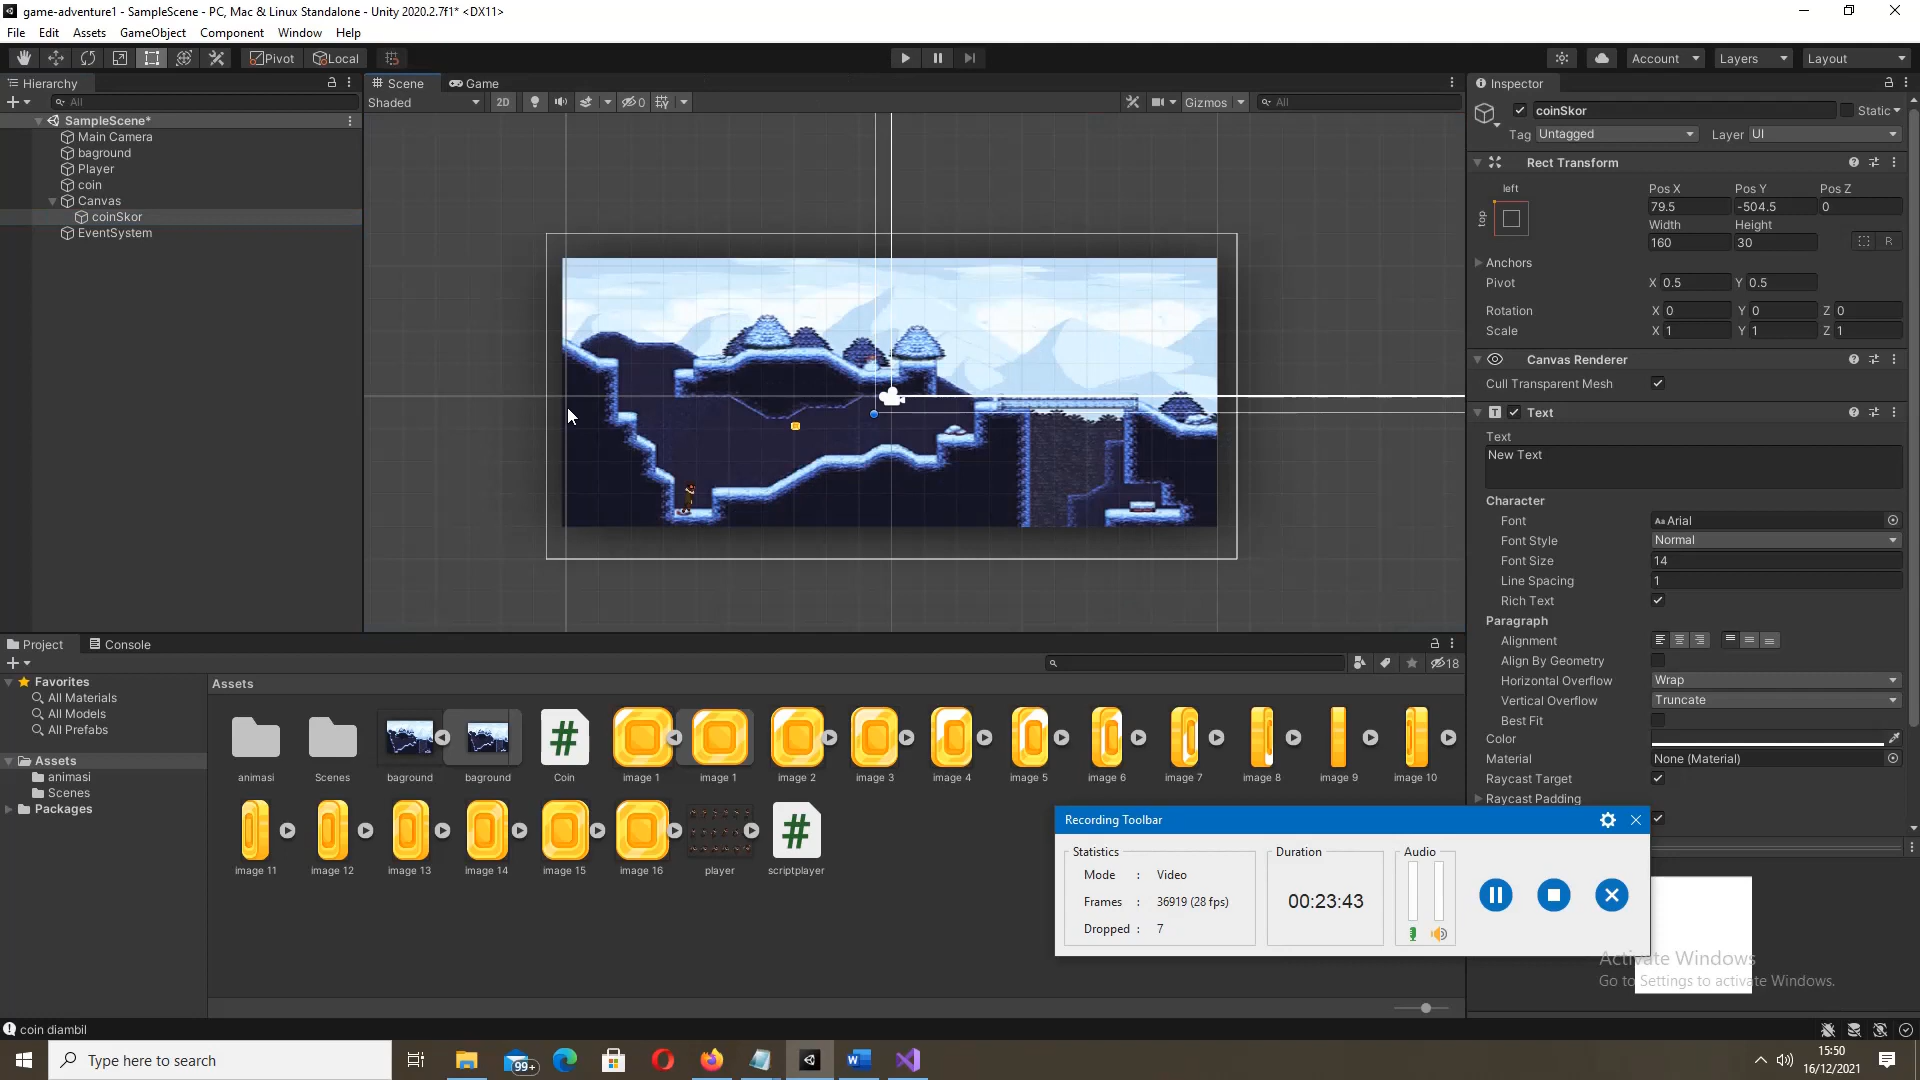 game-adventure1 - SampleScene - PC, Mac & Linux Standalone - Unity 2020.2.7f1* <DX11>
File Edit Assets GameObject Component Window Help
Pivot Local Account Layers Layout
Hierarchy
All
SampleScene*
Main Camera
baground
Player
coin
Canvas
coinSkor
EventSystem
Scene Game
Shaded 2D 0 Gizmos All
Inspector
coinSkor Static
Tag Untagged Layer UI
Rect Transform
left
top
Pos X Pos Y Pos Z
79.5 -504.5 0
Width Height
160 30 R
Anchors
Pivot X 0.5 Y 0.5
Rotation X 0 Y 0 Z 0
Scale X 1 Y 1 Z 1
Canvas Renderer
Cull Transparent Mesh
Text
Text
New Text
Character
Font Arial
Font Style Normal
Font Size 14
Line Spacing 1
Rich Text
Paragraph
Alignment
Align By Geometry
Horizontal Overflow Wrap
Vertical Overflow Truncate
Best Fit
Color
Material None (Material)
Raycast Target
Raycast Padding
Project Console
18
Favorites
All Materials
All Models
All Prefabs
Assets
animasi
Scenes
Packages
Assets
animasi Scenes baground baground Coin image 1 image 1 image 2 image 3 image 4 image 5 image 6 image 7 image 8 image 9 image 10
image 11 image 12 image 13 image 14 image 15 image 16 player scriptplayer
Recording Toolbar
Statistics
Mode : Video
Frames : 36919 (28 fps)
Dropped : 7
Duration
00:23:43
Audio
Activate Windows
Go to Settings to activate Windows.
coin diambil
Type here to search
99+
15:50
16/12/2021